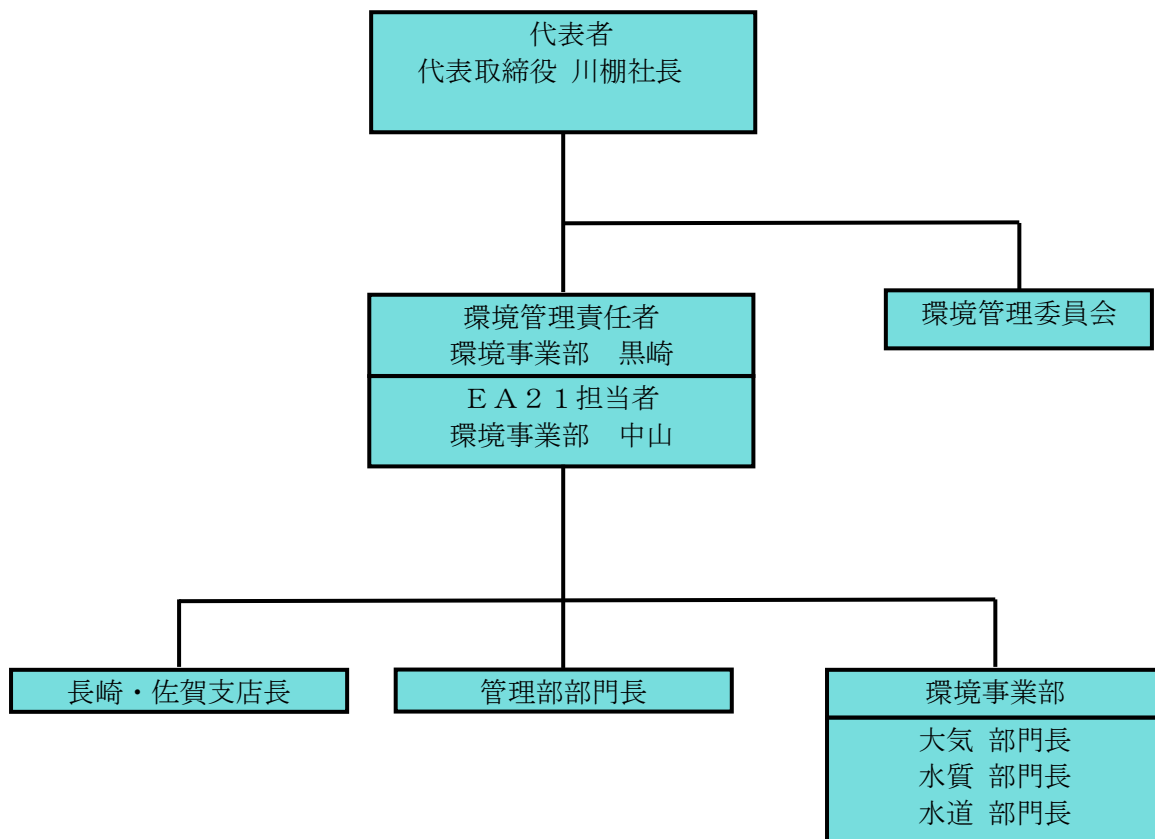 代表者
代表取締役 川棚社長
環境管理責任者
環境事業部　黒崎
環境管理委員会
ＥＡ２１担当者
環境事業部　中山
長崎・佐賀支店長
管理部部門長
環境事業部
大気 部門長
水質 部門長
水道 部門長